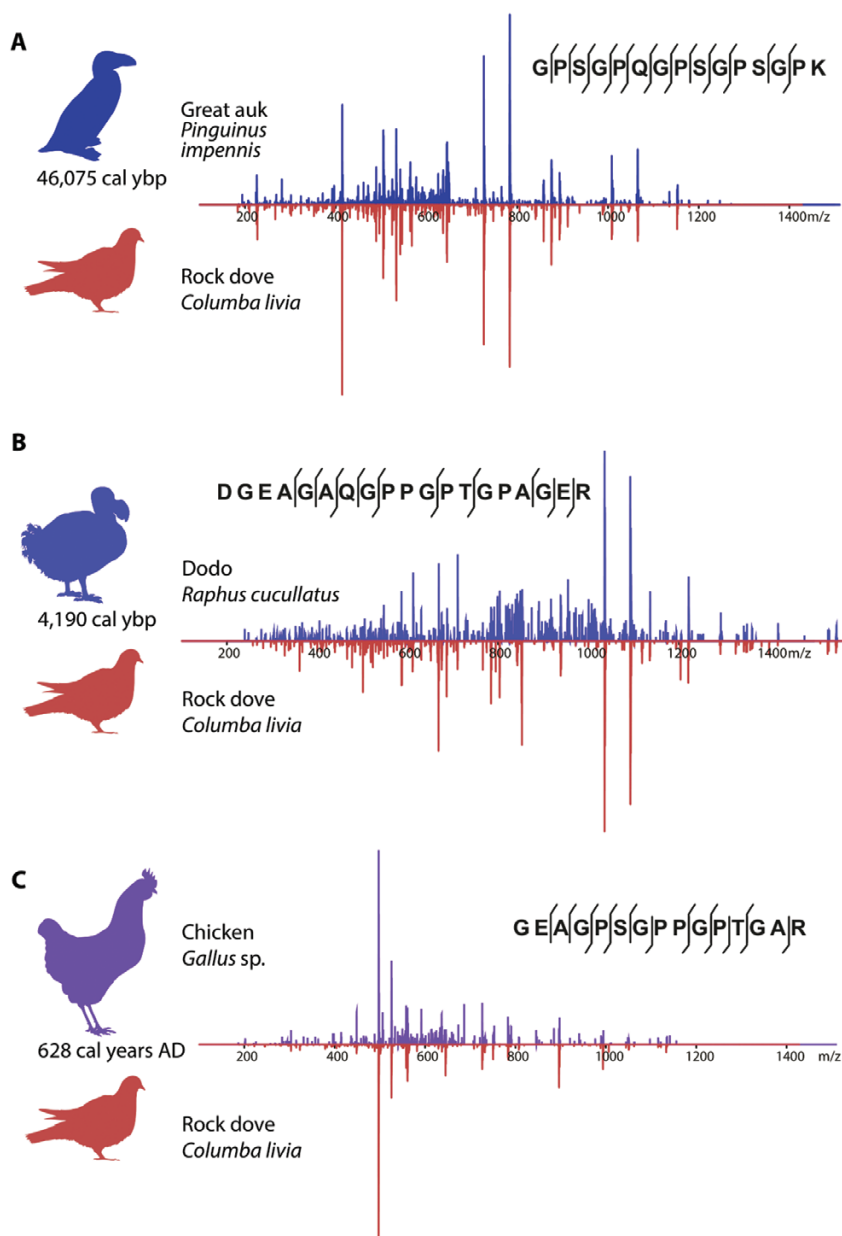 A
GPSGPQGPSGPSGPK
Great auk
Pinguinus
impennis
46,075 cal ybp
200 400 600 800 1000 1200 1400m/z
Rock dove
Columba livia
B
DGEAGAQGPPGPTGPAGER
Dodo
Raphus cucullatus
4,190 cal ybp
200 400 600 800 1000 1200 1400m/z
Rock dove
Columba livia
C
GEAGPSGPPGPTGAR
Chicken
Gallus sp.
628 cal years AD
200 400 600 800 1000 1200 1400 m/z
Rock dove
Columba livia